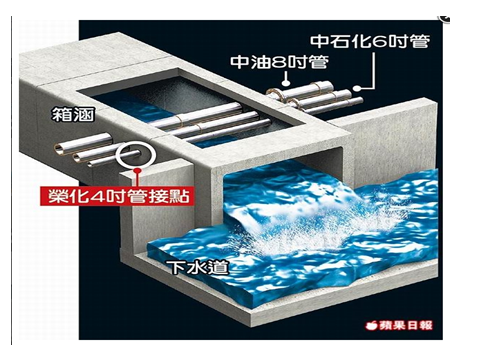 中石化6吋管
中油8吋管
箱涵
榮化4吋管接點
下水道
蘋果日報